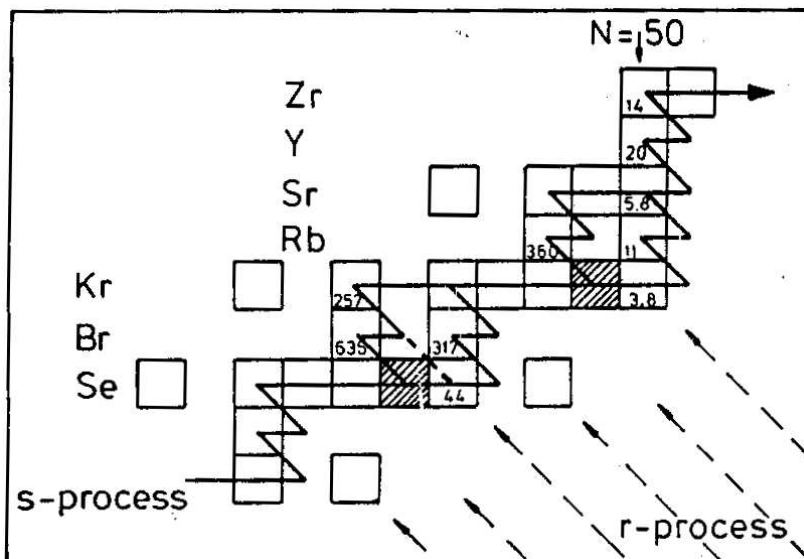 N=50
Zr
14
Y
20
Sr
5.8
Rb
360
11
Kr
257
3.8
Br
635
317
Se
44
s-process
r-process